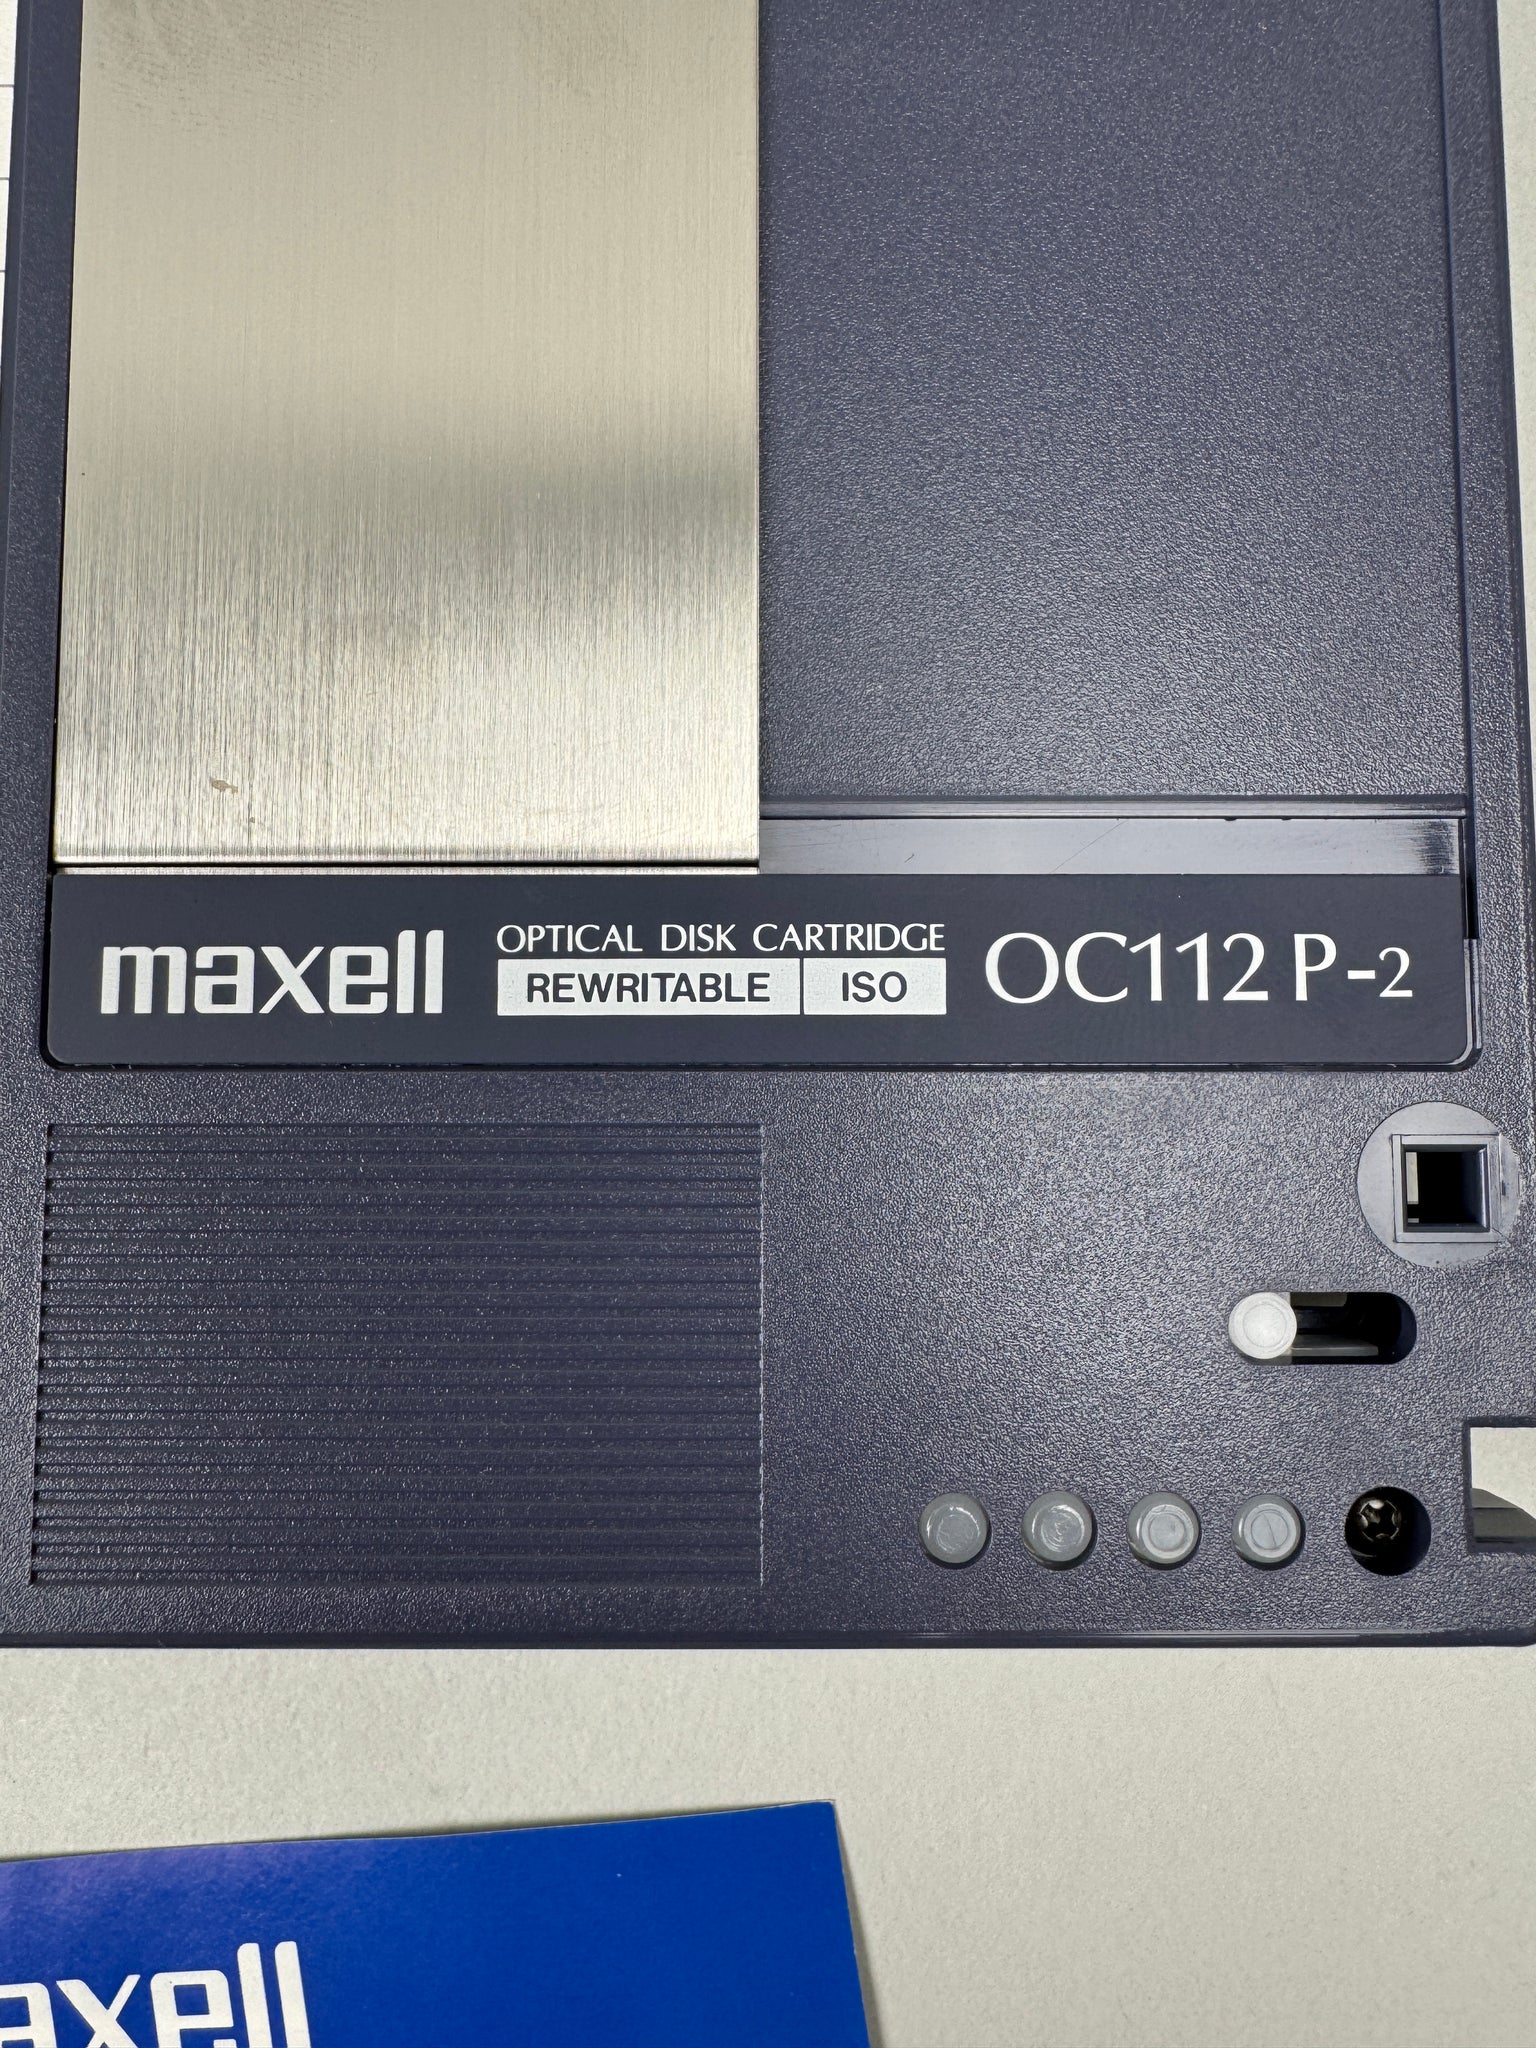 maxell
OPTICAL DISK CARTRIDGE
REWRITABLE ISO
OC112 P-2
axell